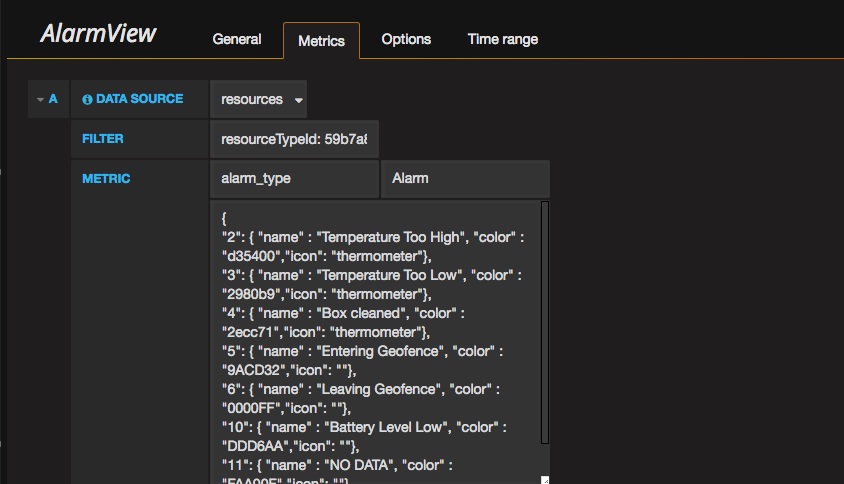 AlarmView General Metrics Options Time range
A DATA SOURCE resources
FILTER resourceTypeId: 59b7a
METRIC alarm_type Alarm
{
"2": { "name" : "Temperature Too High", "color" :
"d35400","icon": "thermometer"},
"3": { "name" : "Temperature Too Low", "color" :
"2980b9","icon": "thermometer"},
"4": { "name" : "Box cleaned", "color" :
"2ecc71","icon": "thermometer"},
"5": { "name" : "Entering Geofence", "color" :
"9ACD32","icon": ""},
"6": { "name" : "Leaving Geofence", "color" :
"0000FF","icon": ""},
"10": { "name" : "Battery Level Low", "color" :
"DDD6AA","icon": ""},
"11": { "name" : "NO DATA", "color" :